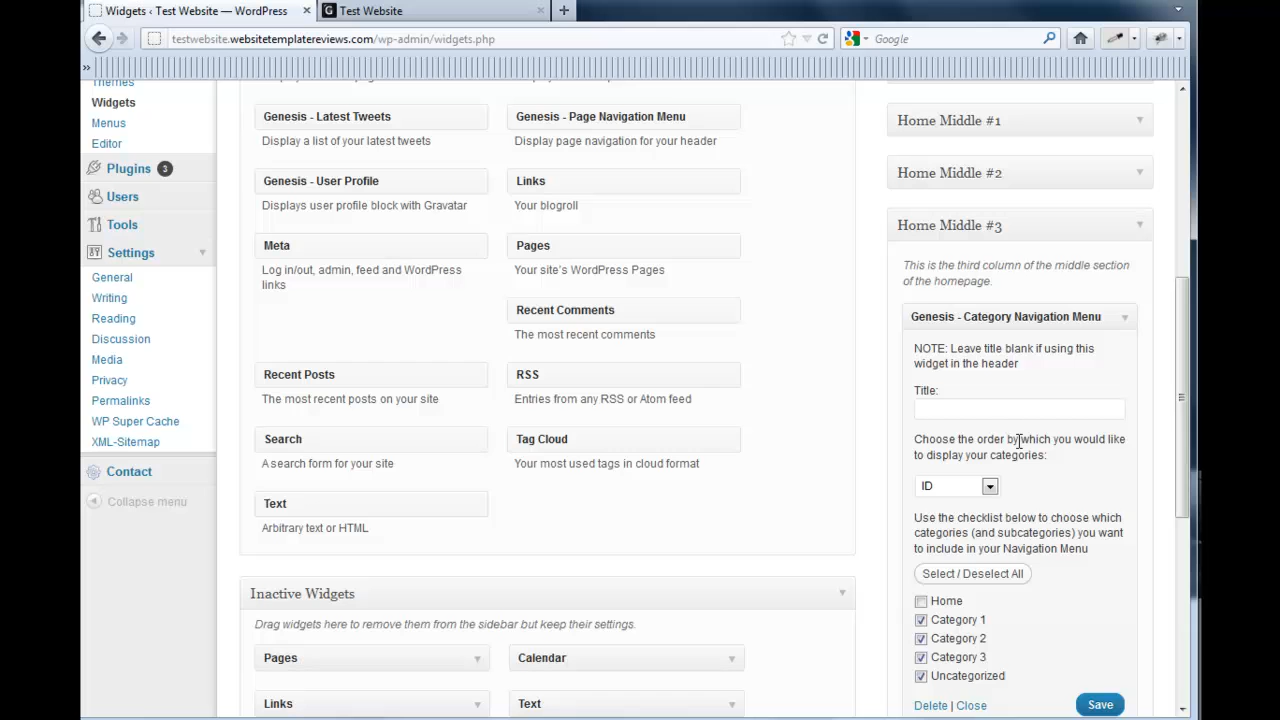 Widgets ‹ Test Website — WordPress
Test Website
testwebsite.websitetemplatereviews.com/wp-admin/widgets.php
Google
»
Themes
Widgets
Menus
Editor
Plugins 3
Users
Tools
Settings
General
Writing
Reading
Discussion
Media
Privacy
Permalinks
WP Super Cache
XML-Sitemap
Contact
Collapse menu
Genesis - Latest Tweets
Display a list of your latest tweets
Genesis - Page Navigation Menu
Display page navigation for your header
Genesis - User Profile
Displays user profile block with Gravatar
Links
Your blogroll
Meta
Log in/out, admin, feed and WordPress
links
Pages
Your site's WordPress Pages
Recent Comments
The most recent comments
Recent Posts
The most recent posts on your site
RSS
Entries from any RSS or Atom feed
Search
A search form for your site
Tag Cloud
Your most used tags in cloud format
Text
Arbitrary text or HTML
Inactive Widgets
Drag widgets here to remove them from the sidebar but keep their settings.
Pages
Calendar
Links
Text
Home Middle #1
Home Middle #2
Home Middle #3
This is the third column of the middle section
of the homepage.
Genesis - Category Navigation Menu
NOTE: Leave title blank if using this
widget in the header
Title:
Choose the order by which you would like
to display your categories:
ID
Use the checklist below to choose which
categories (and subcategories) you want
to include in your Navigation Menu
Select / Deselect All
Home
Category 1
Category 2
Category 3
Uncategorized
Delete | Close
Save